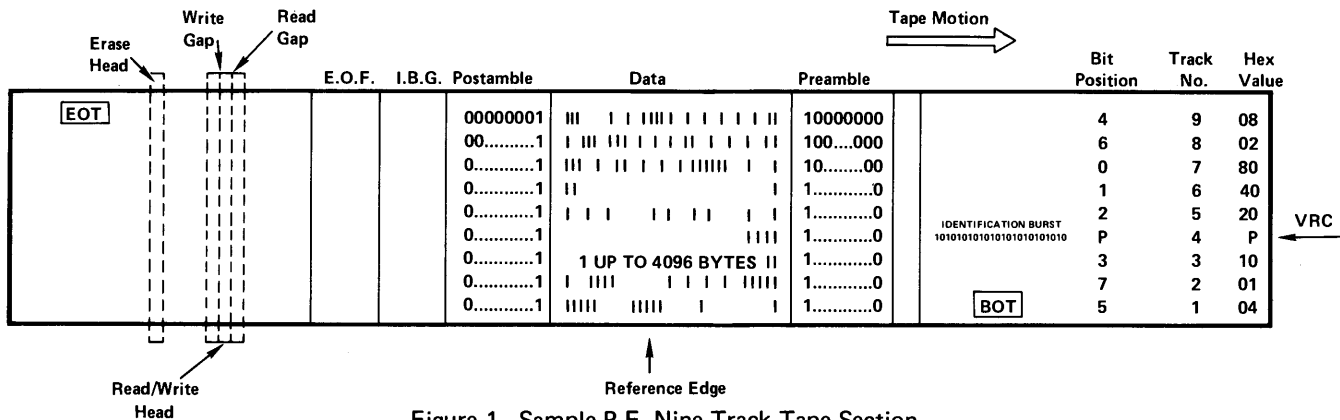 Write Read Tape Motion
Erase Gap Gap
Head
Bit Track Hex
E.O.F. I.B.G. Postamble Data Preamble Position No. Value
EOT 00000001 10000000 4 9 08
00..........1 100....000 6 8 02
0............1 10........00 0 7 80
0............1 1...........0 1 6 40
0............1 1...........0 2 5 20
IDENTIFICATION BURST VRC
0............1 1...........0 1010101010101010101010 P 4 P
0............1 1 UP TO 4096 BYTES 1...........0 3 3 10
0............1 1...........0 7 2 01
0............1 1...........0 BOT 5 1 04
Read/Write Reference Edge
Head
Figure 1. Sample P.E. Nine Track Tape Section